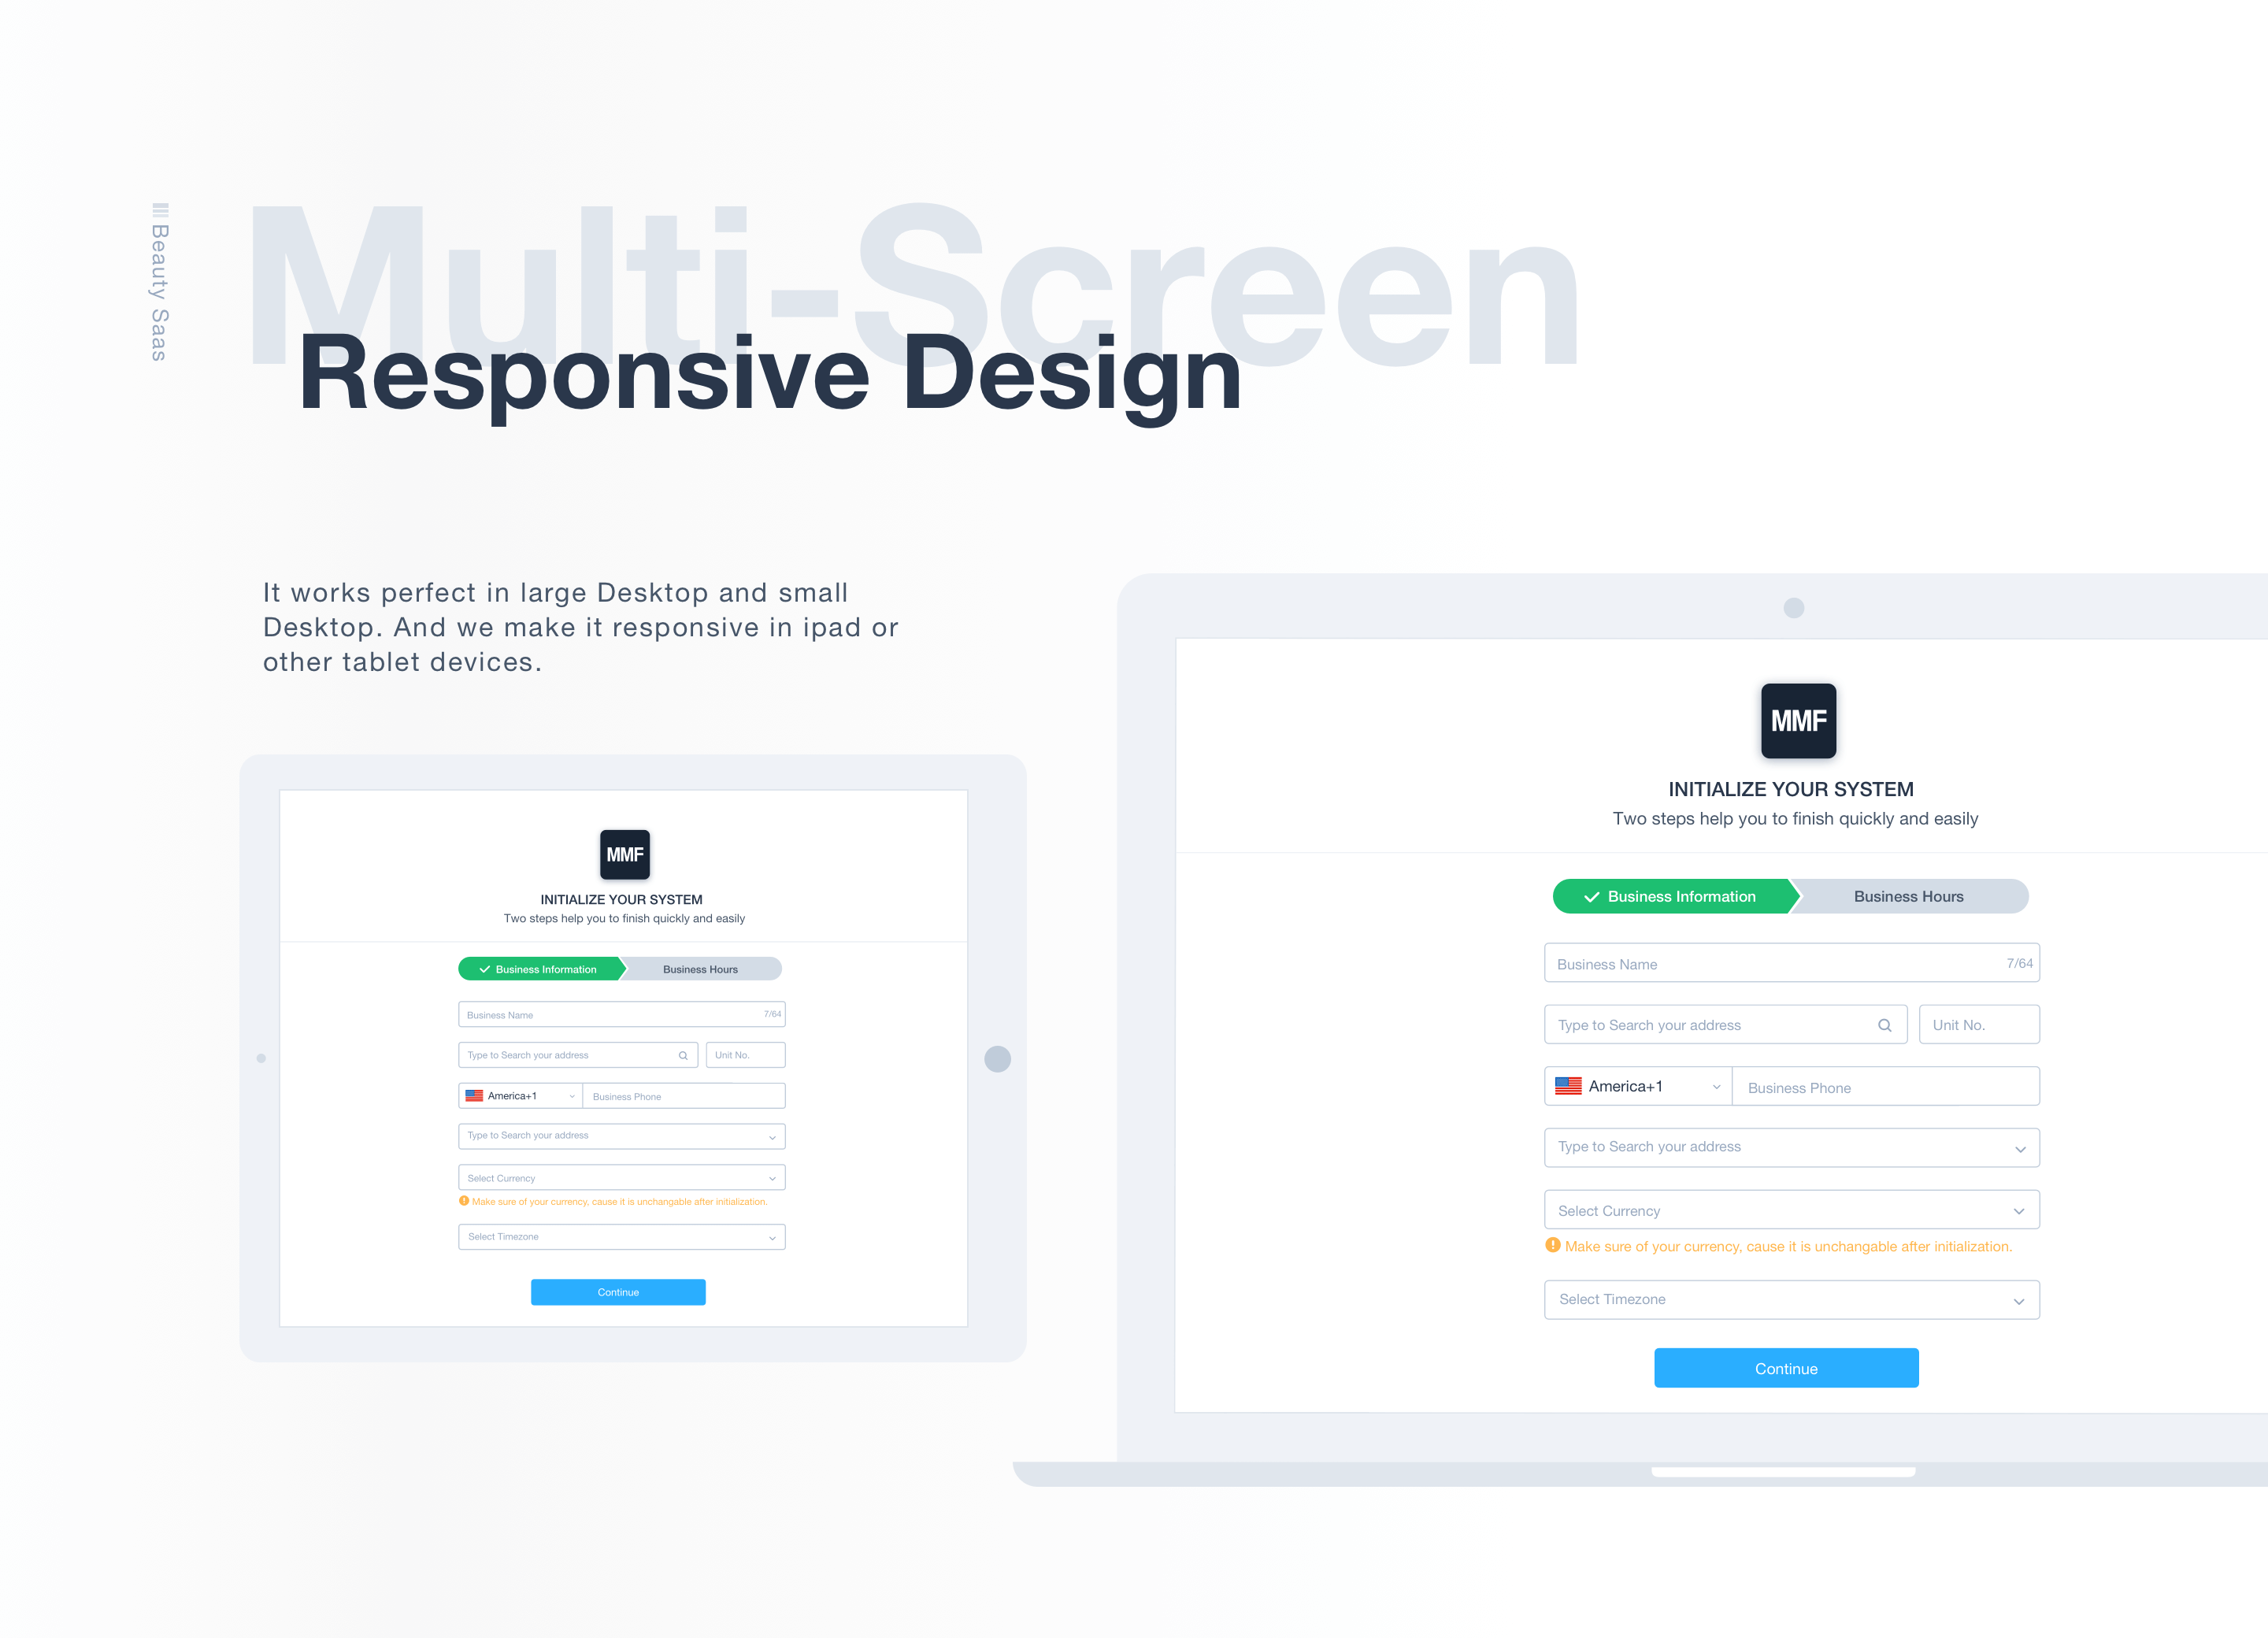 Beauty Saas
Multi-Screen
Responsive Design
It works perfect in large Desktop and small
Desktop. And we make it responsive in ipad or
other tablet devices.
MMF
INITIALIZE YOUR SYSTEM
Two steps help you to finish quickly and easily
Business Information
Business Hours
Business Name
7/64
Type to Search your address
Unit No.
America+1
Business Phone
Type to Search your address
Select Currency
Make sure of your currency, cause it is unchangable after initialization.
Select Timezone
Continue
MMF
INITIALIZE YOUR SYSTEM
Two steps help you to finish quickly and easily
Business Information
Business Hours
Business Name
7/64
Type to Search your address
Unit No.
America+1
Business Phone
Type to Search your address
Select Currency
Make sure of your currency, cause it is unchangable after initialization.
Select Timezone
Continue